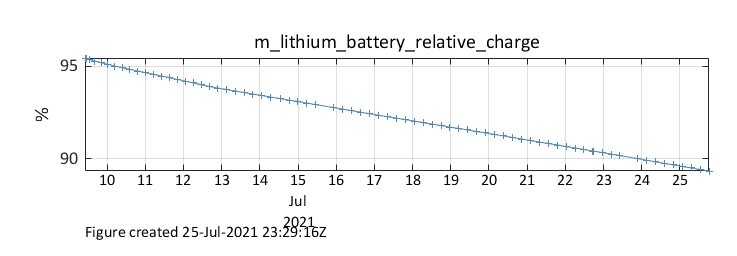 m_lithium_battery_relative_charge
95
%
90
10 11 12 13 14 15 16 17 18 19 20 21 22 23 24 25
Jul
2021
Figure created 25-Jul-2021 23:29:16Z